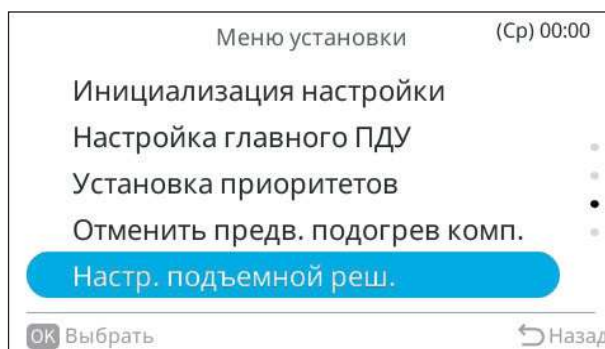 Меню установки (Ср) 00:00
Инициализация настройки
Настройка главного ПДУ
Установка приоритетов
Отменить предв. подогрев комп.
Настр. подъемной реш.
OK Выбрать Назад